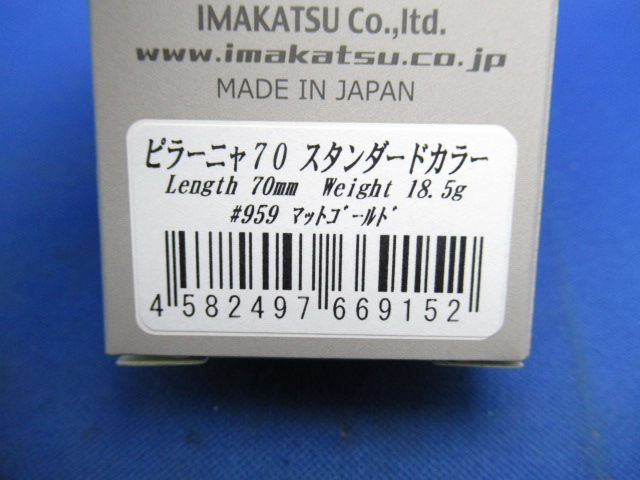 IMAKATSU Co.,ltd.
www.imakatsu.co.jp
MADE IN JAPAN
ピラーニャ70 スタンダードカラー
Length 70mm Weight 18.5g
#959 ﾏｯﾄｺﾞｰﾙﾄﾞ
4 582497 669152